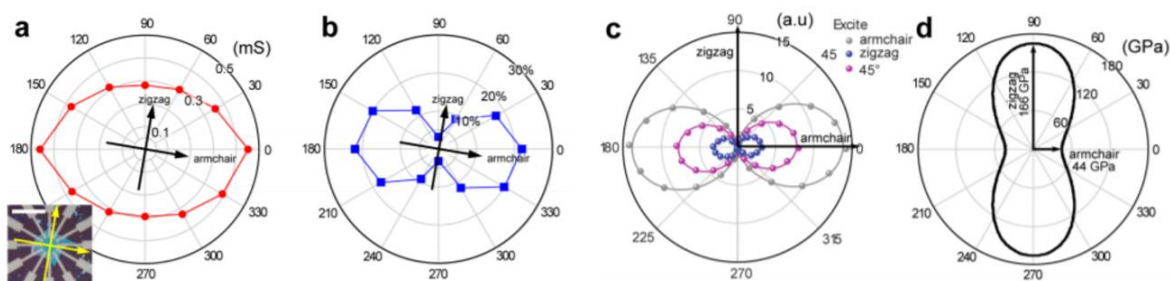 a
90
120
60
(mS)
150
30
0.5
0.3
0.1
zigzag
armchair
180
0
330
300
270
b
90
120
60
150
30
30%
20%
10%
zigzag
armchair
180
0
210
330
240
300
270
c
90
(a.u)
15
Excite
armchair
zigzag
45°
135
45
zigzag
10
5
armchair
180
0
225
315
270
d
90
(GPa)
120
60
180
150
30
120
60
zigzag
166 GPa
armchair
44 GPa
180
0
210
330
240
300
270